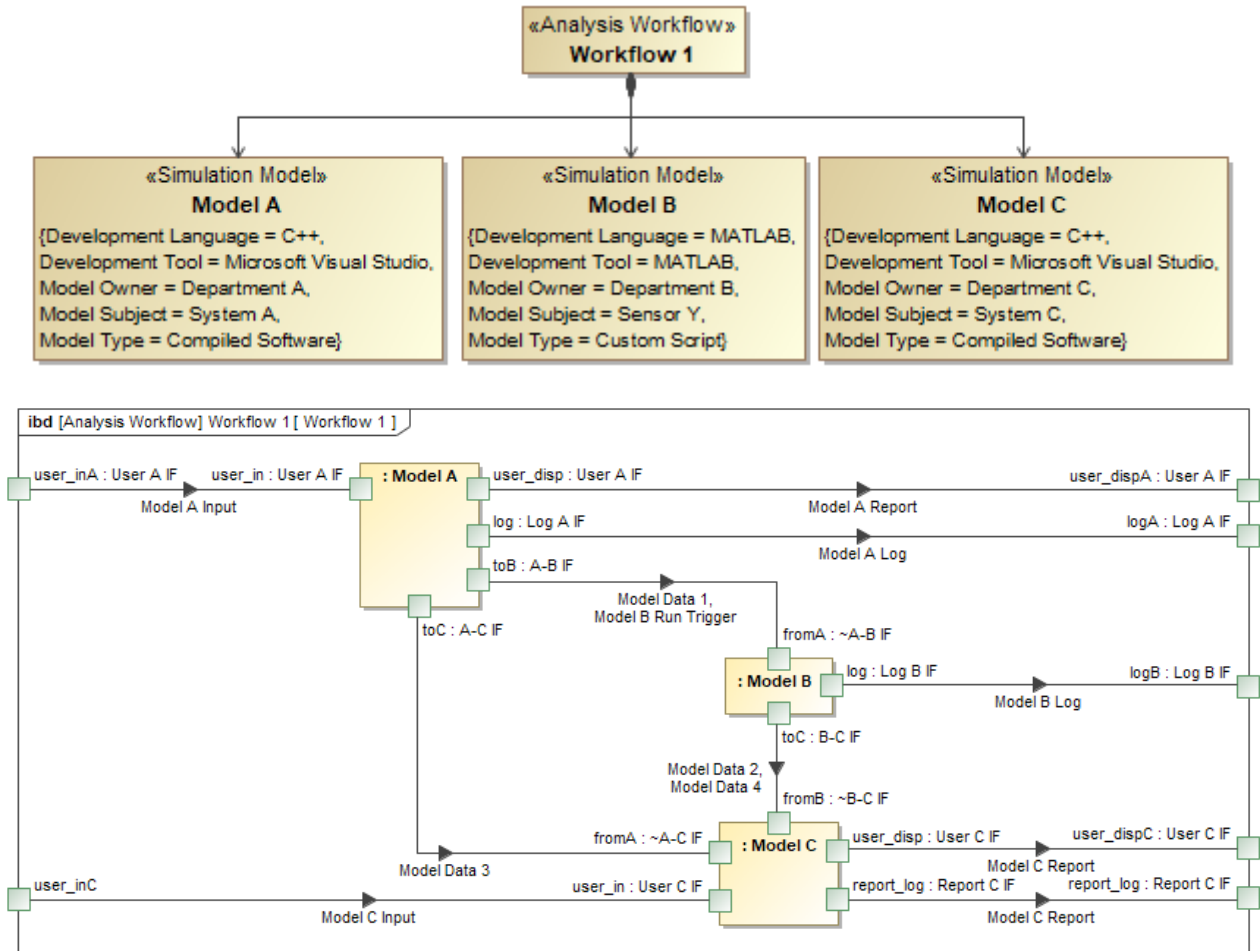 «Analysis Workflow»
Workflow 1
«Simulation Model»
Model A
{Development Language = C++,
Development Tool = Microsoft Visual Studio,
Model Owner = Department A,
Model Subject = System A,
Model Type = Compiled Software}
«Simulation Model»
Model B
{Development Language = MATLAB,
Development Tool = MATLAB,
Model Owner = Department B,
Model Subject = Sensor Y,
Model Type = Custom Script}
«Simulation Model»
Model C
{Development Language = C++,
Development Tool = Microsoft Visual Studio,
Model Owner = Department C,
Model Subject = System C,
Model Type = Compiled Software}
ibd [Analysis Workflow] Workflow 1 [ Workflow 1 ]
user_inA : User A IF
user_in : User A IF
Model A Input
: Model A
user_disp : User A IF
user_dispA : User A IF
Model A Report
log : Log A IF
logA : Log A IF
Model A Log
toB : A-B IF
Model Data 1,
Model B Run Trigger
toC : A-C IF
fromA : ~A-B IF
: Model B
log : Log B IF
logB : Log B IF
Model B Log
toC : B-C IF
Model Data 2,
Model Data 4
fromB : ~B-C IF
fromA : ~A-C IF
Model Data 3
: Model C
user_disp : User C IF
user_dispC : User C IF
Model C Report
user_inC
user_in : User C IF
Model C Input
report_log : Report C IF
report_log : Report C IF
Model C Report